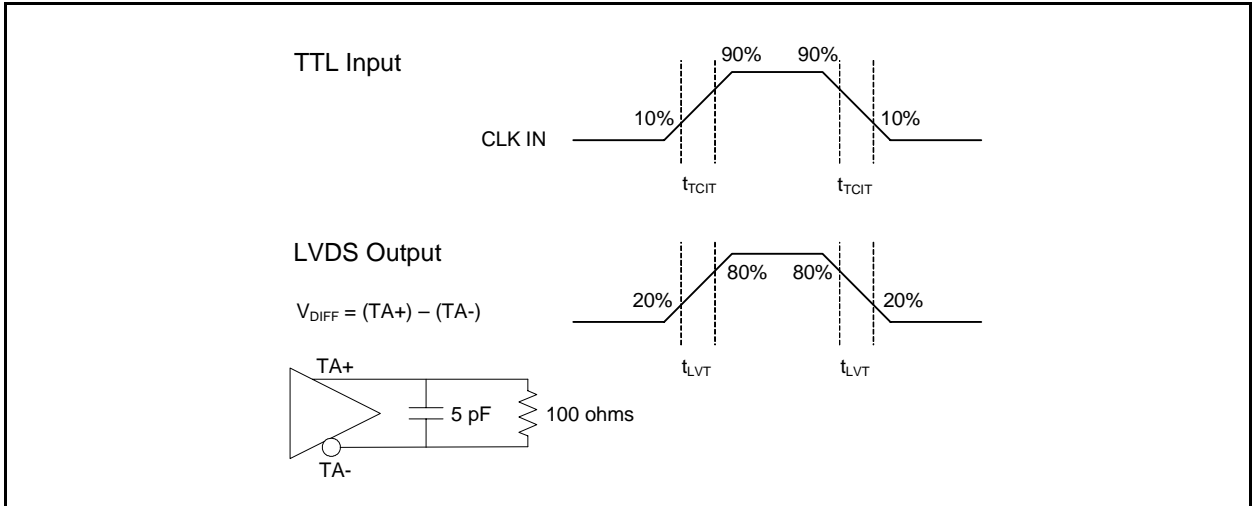 TTL Input
90% 90%
10% 10%
CLK IN
tTCIT tTCIT
LVDS Output
80% 80%
20% 20%
VDIFF = (TA+) – (TA-)
tLVT tLVT
TA+
5 pF 100 ohms
TA-